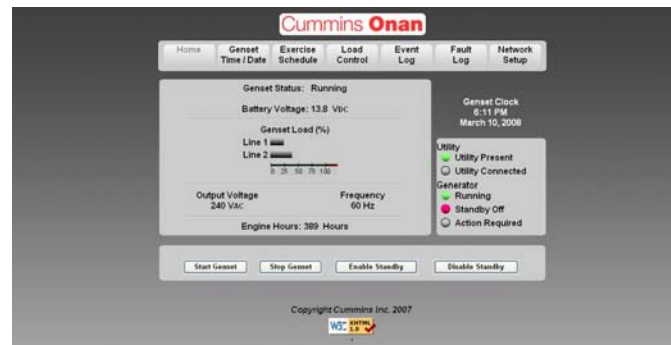 Cummins Onan
Home
Genset Time / Date
Exercise Schedule
Load Control
Event Log
Fault Log
Network Setup
Genset Status: Running
Battery Voltage: 13.8 VDC
Genset Load (%)
Line 1
Line 2
0 25 50 75 100
Output Voltage
240 VAC
Frequency
60 Hz
Engine Hours: 389 Hours
Genset Clock
6:11 PM
March 10, 2008
Utility
Utility Present
Utility Connected
Generator
Running
Standby Off
Action Required
Start Genset
Stop Genset
Enable Standby
Disable Standby
Copyright Cummins Inc. 2007
W3C XHTML 1.0